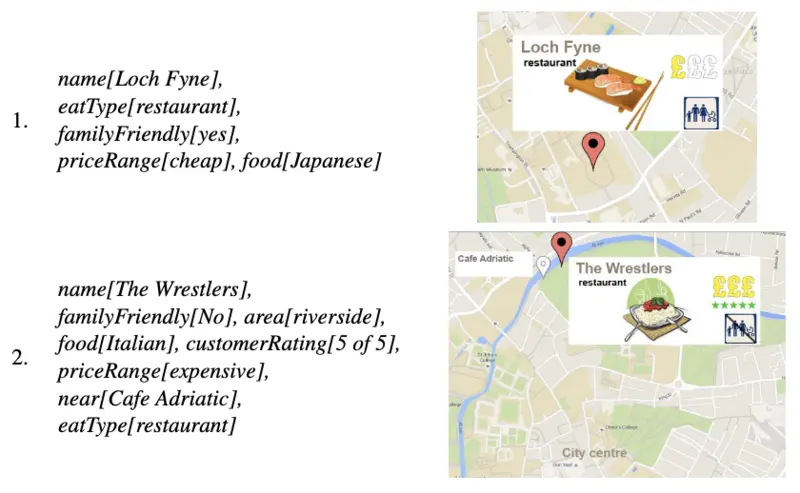 1.
name[Loch Fyne],
eatType[restaurant],
familyFriendly[yes],
priceRange[cheap], food[Japanese]
Loch Fyne
restaurant
£££
2.
name[The Wrestlers],
familyFriendly[No], area[riverside],
food[Italian], customerRating[5 of 5],
priceRange[expensive],
near[Cafe Adriatic],
eatType[restaurant]
Cafe Adriatic
The Wrestlers
restaurant
£££
City centre